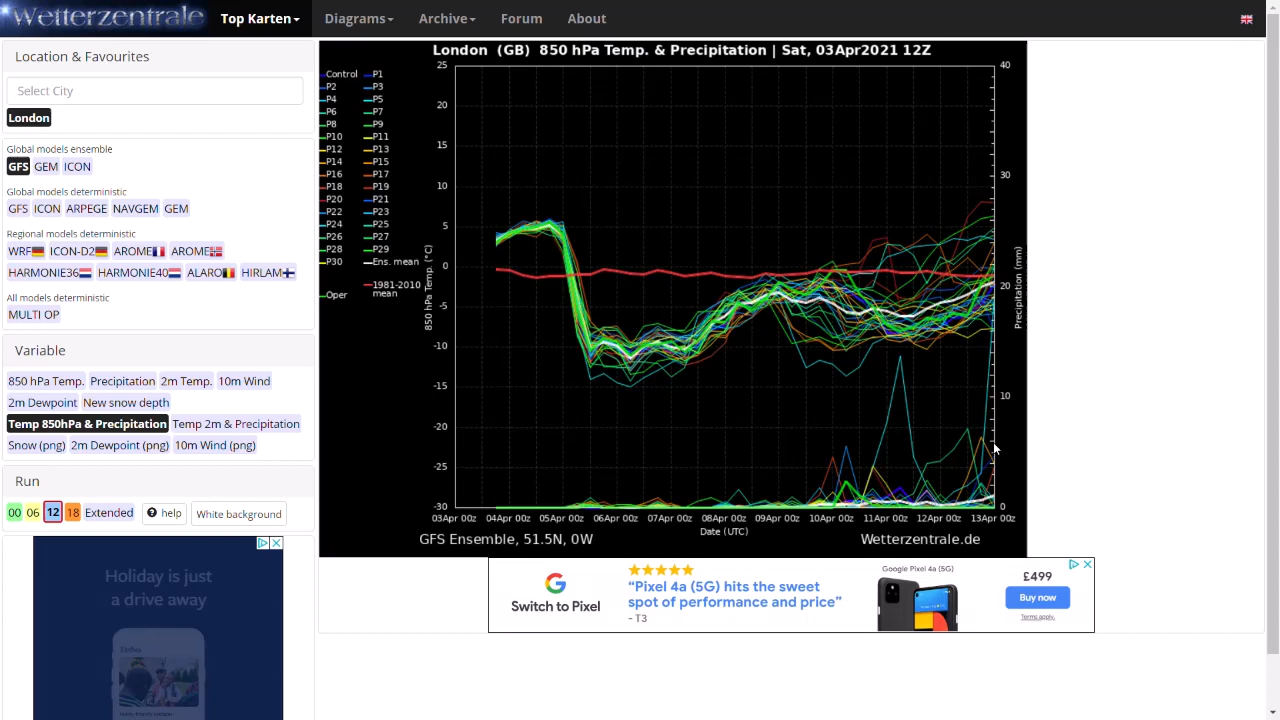 Wetterzentrale
Top Karten
Diagrams
Archive
Forum
About
Location & Favourites
Select City
London
Global models ensemble
GFS GEM ICON
Global models deterministic
GFS ICON ARPEGE NAVGEM GEM
Regional models deterministic
WRF ICON-D2 AROME AROME
HARMONIE36 HARMONIE40 ALARO HIRLAM
All models deterministic
MULTI OP
Variable
850 hPa Temp. Precipitation 2m Temp. 10m Wind
2m Dewpoint New snow depth
Temp 850hPa & Precipitation Temp 2m & Precipitation
Snow (png) 2m Dewpoint (png) 10m Wind (png)
Run
00 06 12 18 Extended help White background
Holiday is just
a drive away
London (GB) 850 hPa Temp. & Precipitation | Sat, 03Apr2021 12Z
Control P1
P2 P3
P4 P5
P6 P7
P8 P9
P10 P11
P12 P13
P14 P15
P16 P17
P18 P19
P20 P21
P22 P23
P24 P25
P26 P27
P28 P29
P30 Ens. mean
1981-2010
mean
Oper
850 hPa Temp. (°C)
25
20
15
10
5
0
-5
-10
-15
-20
-25
-30
40
30
20
10
0
Precipitation (mm)
03Apr 00z 04Apr 00z 05Apr 00z 06Apr 00z 07Apr 00z 08Apr 00z 09Apr 00z 10Apr 00z 11Apr 00z 12Apr 00z 13Apr 00z
Date (UTC)
GFS Ensemble, 51.5N, 0W
Wetterzentrale.de
Switch to Pixel
“Pixel 4a (5G) hits the sweet
spot of performance and price”
- T3
Google Pixel 4a (5G)
£499
Buy now
Terms apply.